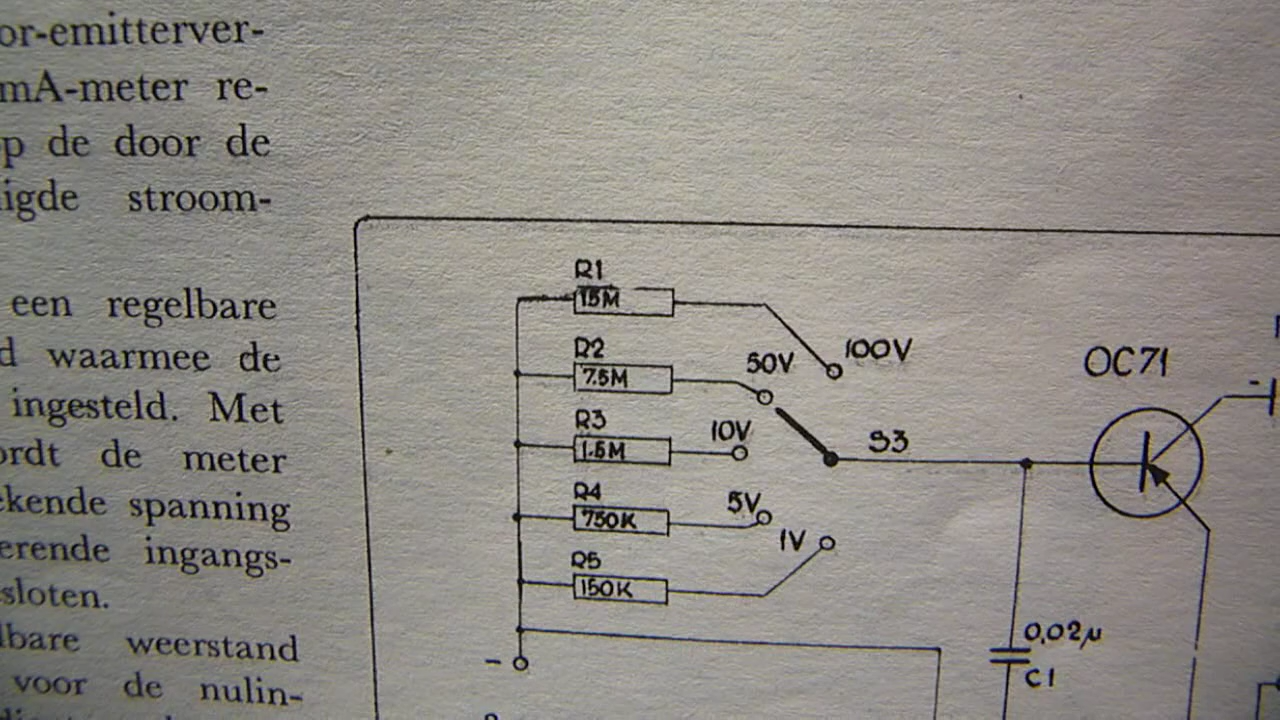 or-emitterver-
mA-meter re-
p de door de
igde stroom-
een regelbare
d waarmee de
ingesteld. Met
ordt de meter
kende spanning
erende ingangs-
sloten.
lbare weerstand
voor de nulin-
R1
15M
100V
R2
7.5M
50V
R3
1.5M
10V
S3
R4
750K
5V
R5
150K
1V
OC71
-
0,02µ
C1
-